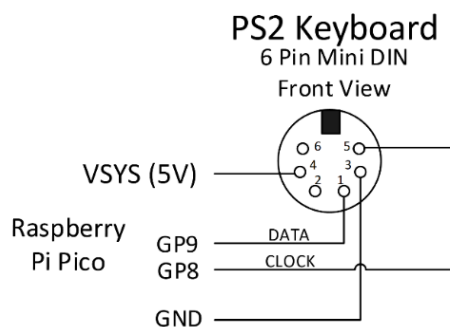 PS2 Keyboard
6 Pin Mini DIN
Front View
6 5
4 3
2 1
VSYS (5V)
Raspberry
Pi Pico
GP9 DATA
GP8 CLOCK
GND